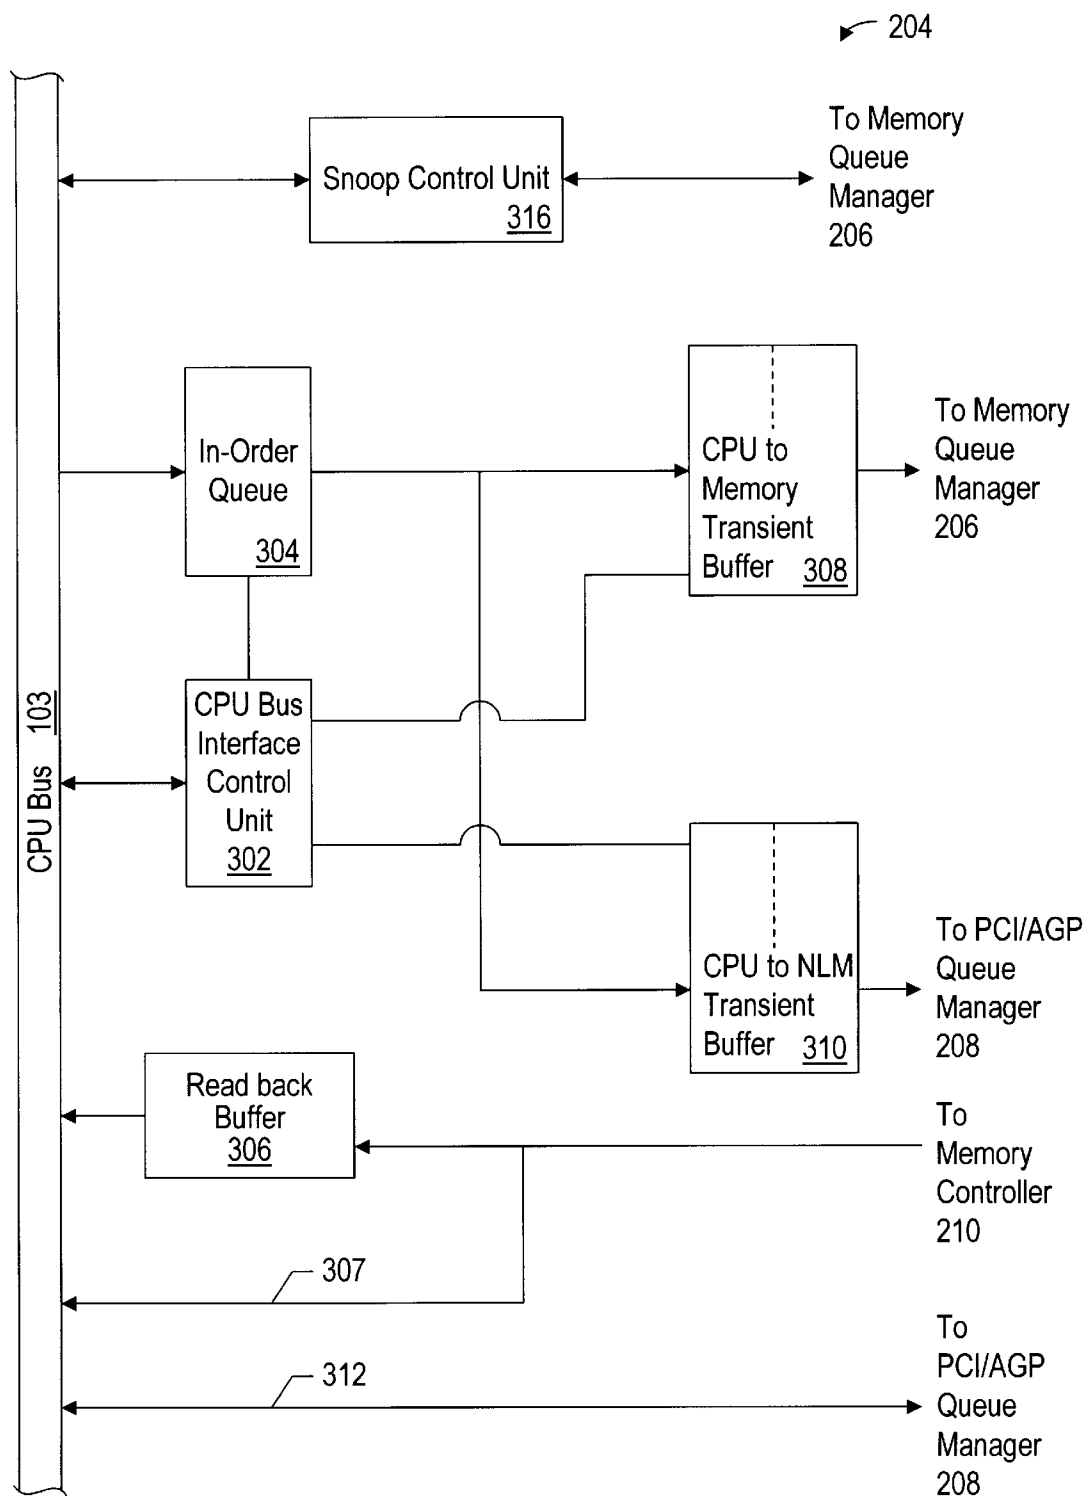 204
To Memory
Queue
Manager
206
Snoop Control Unit
316
In-Order
Queue
304
CPU to
Memory
Transient
Buffer 308
To Memory
Queue
Manager
206
CPU Bus 103
CPU Bus
Interface
Control
Unit
302
CPU to NLM
Transient
Buffer 310
To PCI/AGP
Queue
Manager
208
Read back
Buffer
306
To
Memory
Controller
210
307
312
To
PCI/AGP
Queue
Manager
208